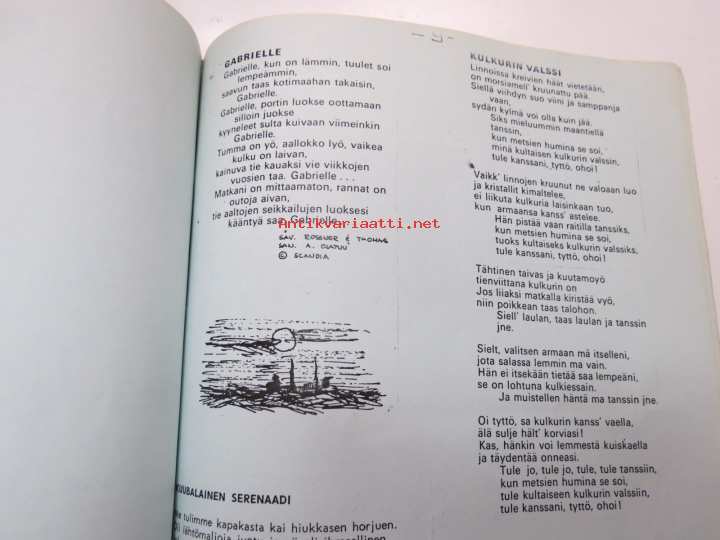 - 9 -
GABRIELLE
Gabrielle, kun on lämmin, tuulet soi
lempeämmin,
saavun taas kotimaahan takaisin,
Gabrielle.
Gabrielle, portin luokse oottamaan
silloin juokse
kyyneleet sulta kuivaan viimeinkin
Gabrielle.
Tumma on yö, aallokko lyö, vaikea
kulku on laivan,
kainuva tie kauaksi vie viikkojen
vuosien taa. Gabrielle . . .
Matkani on mittaamaton, rannat on
outoja aivan,
tie aaltojen seikkailujen luoksesi
kääntyä saa. Gabrielle
SÄV. ROSNER & THOMAS
SAN. A.
© SCANDIA
KUUBALAINEN SERENAADI
tulimme kapakasta kai hiukkasen horjuen.
KULKURIN VALSSI
Linnoissa kreivien häät vietetään,
on morsiameli' kruunattu pää.
Siellä viihdyn suo viini ja samppanja
vaan,
sydän kylmä voi olla kuin jää.
Siks mieluummin maantiellä
tanssin,
kun metsien humina se soi,
minä kultaisen kulkurin valssin,
tule kanssani, tyttö, ohoi!
Vaikk' linnojen kruunut ne valoaan luo
ja kristallit kimaltelee,
ei liikuta kulkuria laisinkaan tuo,
kun armaansa kanss' astelee.
Hän pistää vaan raitilla tanssiks,
kun metsien humina se soi,
tuoks kultaiseks kulkurin valssiks,
tule kanssani, tyttö, ohoi!
Tähtinen taivas ja kuutamoyö
tienviittana kulkurin on
Jos liiaksi matkalla kiristää vyö,
niin poikkean taas talohon.
Siell' laulan, taas laulan ja tanssin
jne.
Sielt, valitsen armaan mä itselleni,
jota salassa lemmin ma vain.
Hän ei itsekään tietää saa lempeäni,
se on lohtuna kulkiessain.
Ja muistellen häntä ma tanssin jne.
Oi tyttö, sa kulkurin kanss' vaella,
älä sulje hält' korviasi!
Kas, hänkin voi lemmestä kuiskaella
ja täydentää onneasi.
Tule jo, tule jo, tule, tule tanssiin,
kun metsien humina se soi,
tule kultaiseen kulkurin valssiin,
tule kanssani, tyttö, ohoi!
Antikvariaatti.net